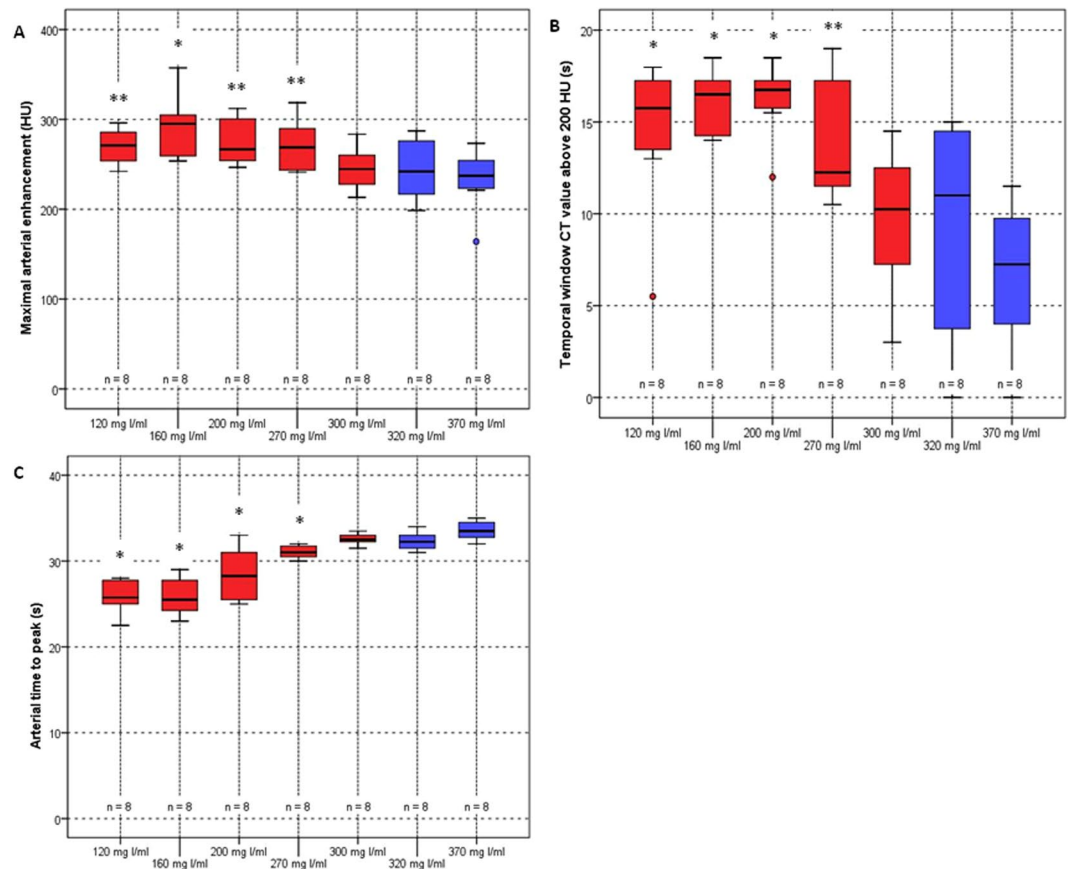 A
Maximal arterial enhancement (HU)
400
300
200
100
0
** * ** **
n = 8 n = 8 n = 8 n = 8 n = 8 n = 8 n = 8
120 mg I/ml 200 mg I/ml 300 mg I/ml 370 mg I/ml
160 mg I/ml 270 mg I/ml 320 mg I/ml
B
Temporal window CT value above 200 HU (s)
20
15
10
5
0
* * * **
n = 8 n = 8 n = 8 n = 8 n = 8 n = 8 n = 8
120 mg I/ml 200 mg I/ml 300 mg I/ml 370 mg I/ml
160 mg I/ml 270 mg I/ml 320 mg I/ml
C
Arterial time to peak (s)
40
30
20
10
0
* * * *
n = 8 n = 8 n = 8 n = 8 n = 8 n = 8 n = 8
120 mg I/ml 200 mg I/ml 300 mg I/ml 370 mg I/ml
160 mg I/ml 270 mg I/ml 320 mg I/ml